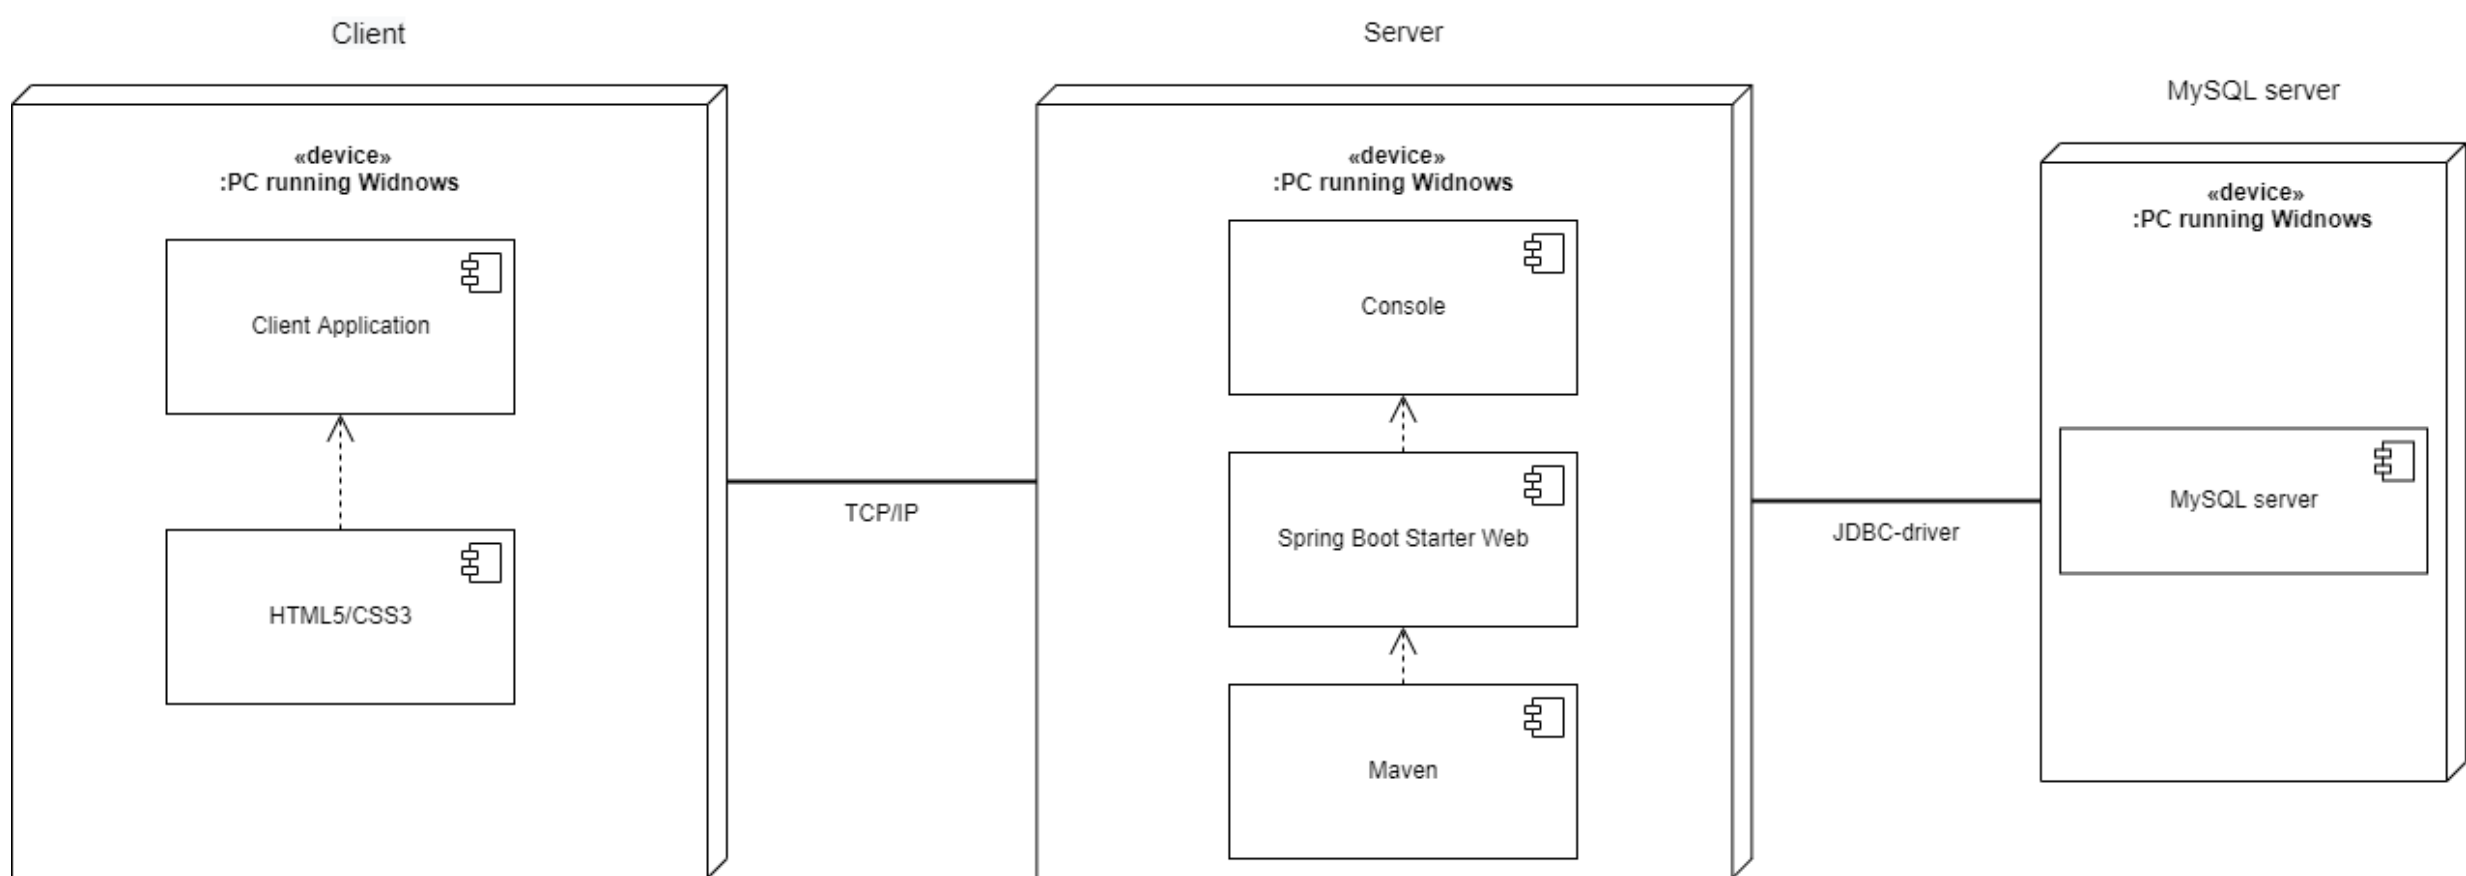 Client
«device»
:PC running Widnows
Client Application
HTML5/CSS3
TCP/IP
Server
«device»
:PC running Widnows
Console
Spring Boot Starter Web
Maven
JDBC-driver
MySQL server
«device»
:PC running Widnows
MySQL server